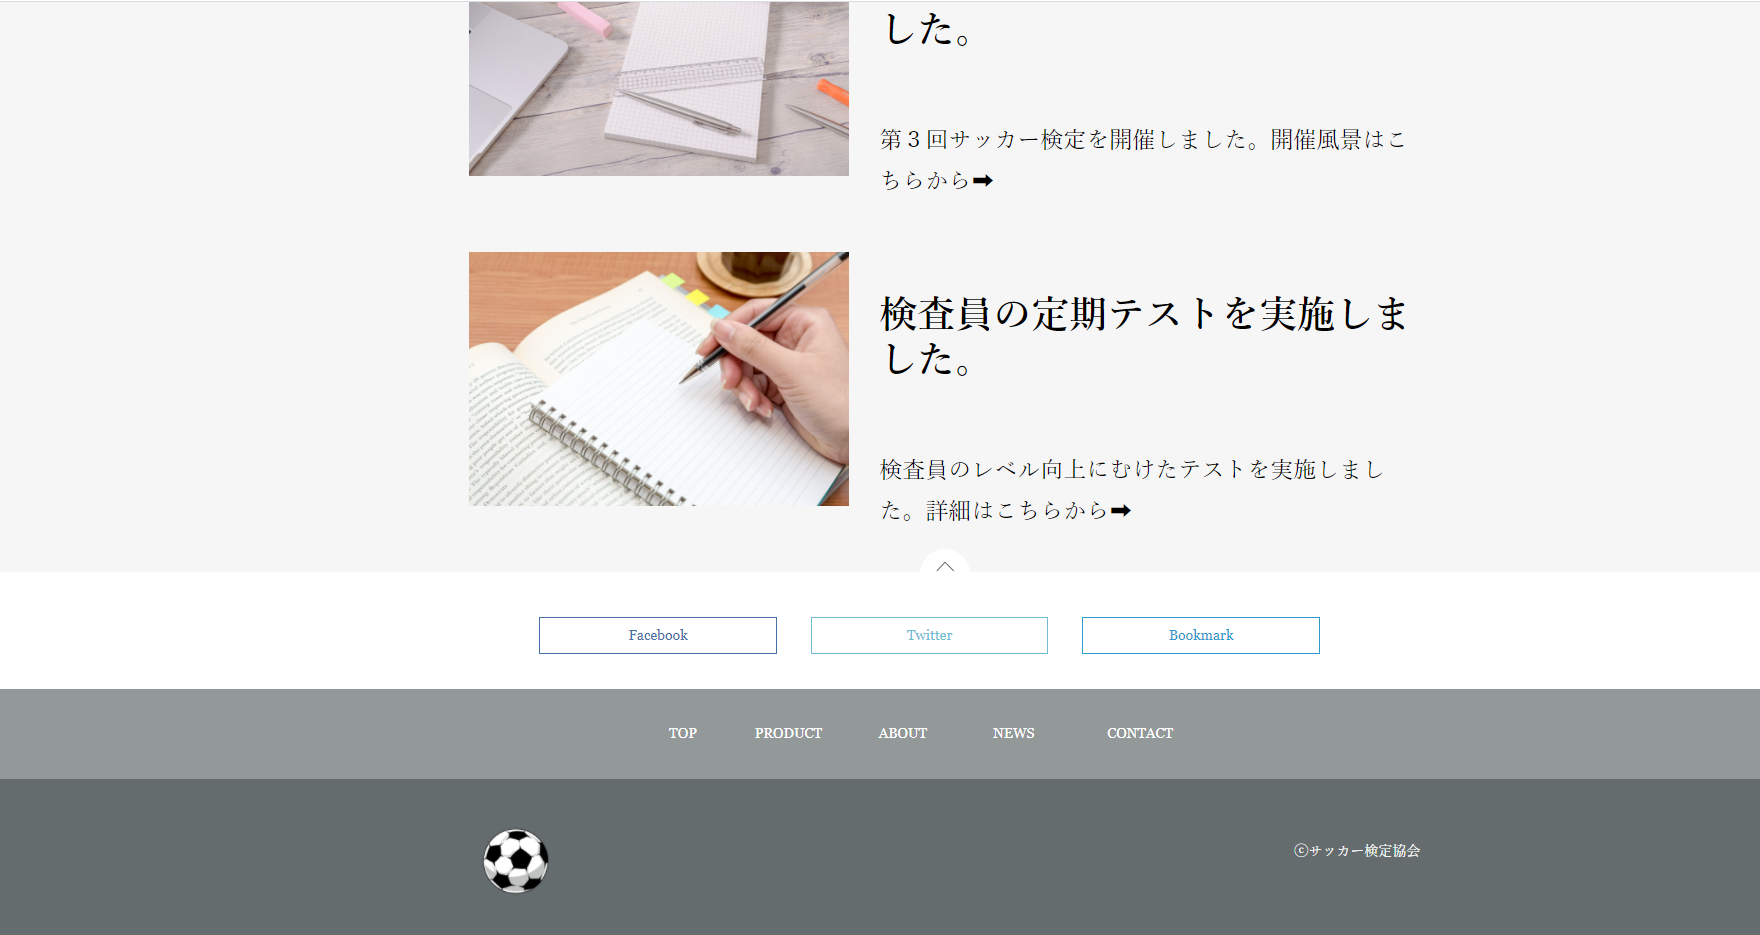 した。
第３回サッカー検定を開催しました。開催風景はこ
ちらから➡
検査員の定期テストを実施しま
した。
検査員のレベル向上にむけたテストを実施しまし
た。詳細はこちらから➡
Facebook
Twitter
Bookmark
TOP
PRODUCT
ABOUT
NEWS
CONTACT
ⓒサッカー検定協会